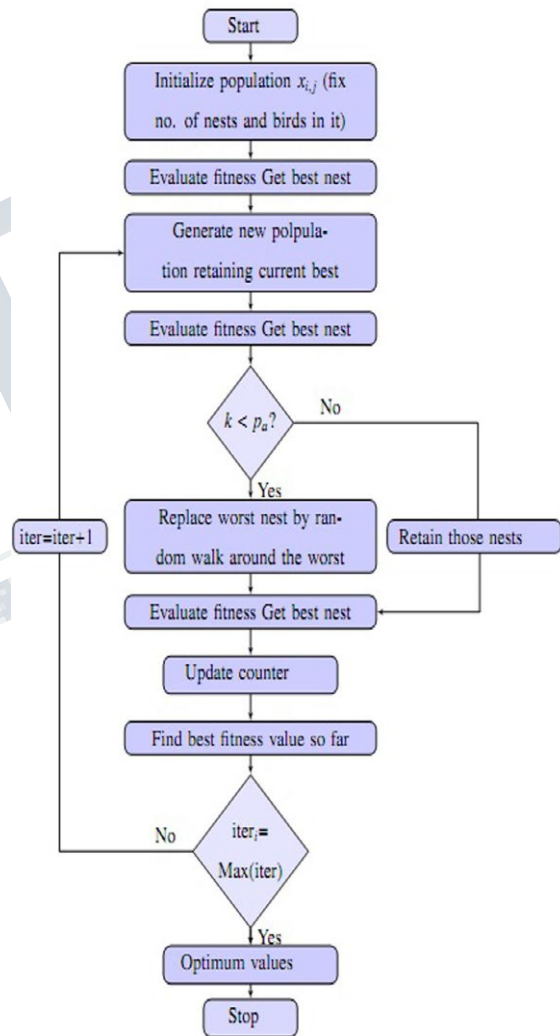 Start
Initialize population x_{i,j} (fix
no. of nests and birds in it)
Evaluate fitness Get best nest
Generate new polpula-
tion retaining current best
Evaluate fitness Get best nest
k < p_a?
No
Yes
Replace worst nest by ran-
dom walk around the worst
iter=iter+1
Retain those nests
Evaluate fitness Get best nest
Update counter
Find best fitness value so far
No
iter_i=
Max(iter)
Yes
Optimum values
Stop